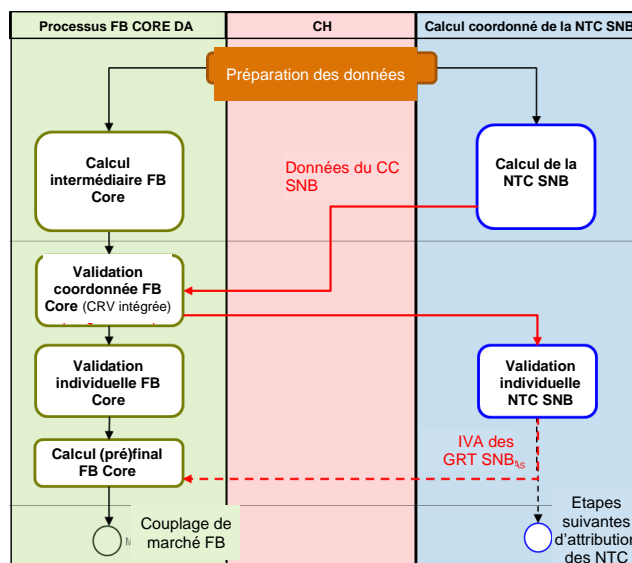 Processus FB CORE DA
CH
Calcul coordonné de la NTC SNB
Préparation des données
Calcul
intermédiaire FB
Core
Données du CC
SNB
Calcul de la
NTC SNB
Validation
coordonnée FB
Core (CRV intégrée)
Validation
individuelle FB
Core
Validation
individuelle
NTC SNB
Calcul (pré)final
FB Core
IVA des
GRT SNB
Couplage de
marché FB
Etapes
suivantes
d'attribution
des NTC